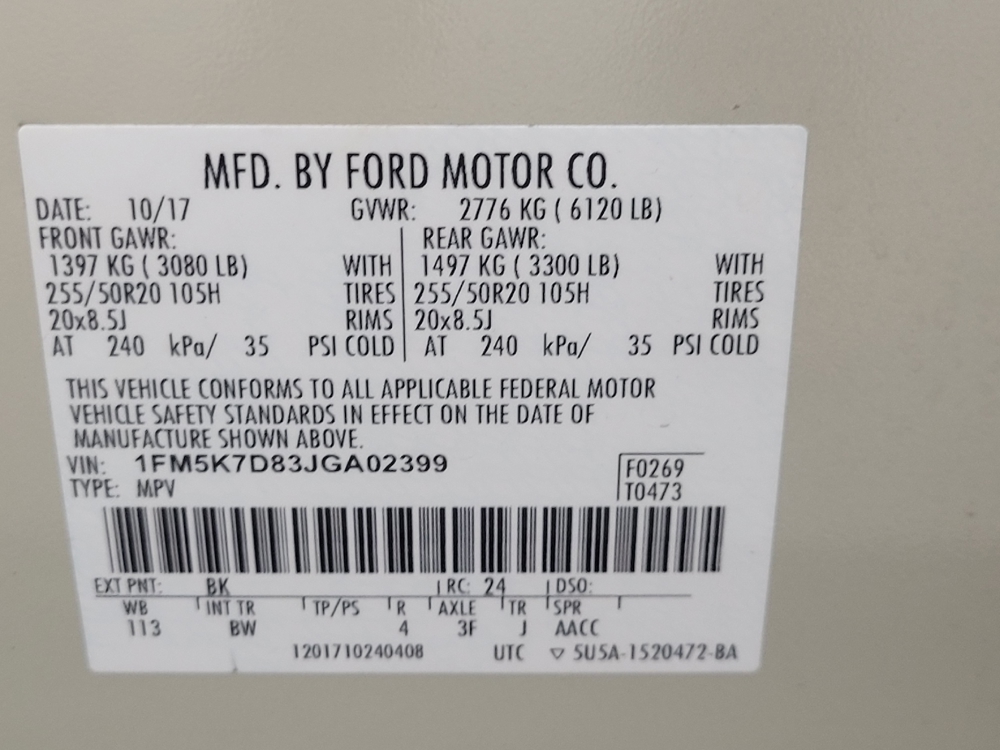 MFD. BY FORD MOTOR CO.
DATE: 10/17 GVWR: 2776 KG ( 6120 LB)
FRONT GAWR: REAR GAWR:
1397 KG ( 3080 LB) WITH 1497 KG ( 3300 LB) WITH
255/50R20 105H TIRES 255/50R20 105H TIRES
20x8.5J RIMS 20x8.5J RIMS
AT 240 kPa/ 35 PSI COLD AT 240 kPa/ 35 PSI COLD
THIS VEHICLE CONFORMS TO ALL APPLICABLE FEDERAL MOTOR
VEHICLE SAFETY STANDARDS IN EFFECT ON THE DATE OF
MANUFACTURE SHOWN ABOVE.
VIN: 1FM5K7D83JGA02399 F0269
TYPE: MPV T0473
EXT PNT: BK RC: 24 DSO:
WB INT TR TP/PS R AXLE TR SPR
113 BW 4 3F J AACC
1201710240408 UTC ▽ 5U5A-1520472-BA